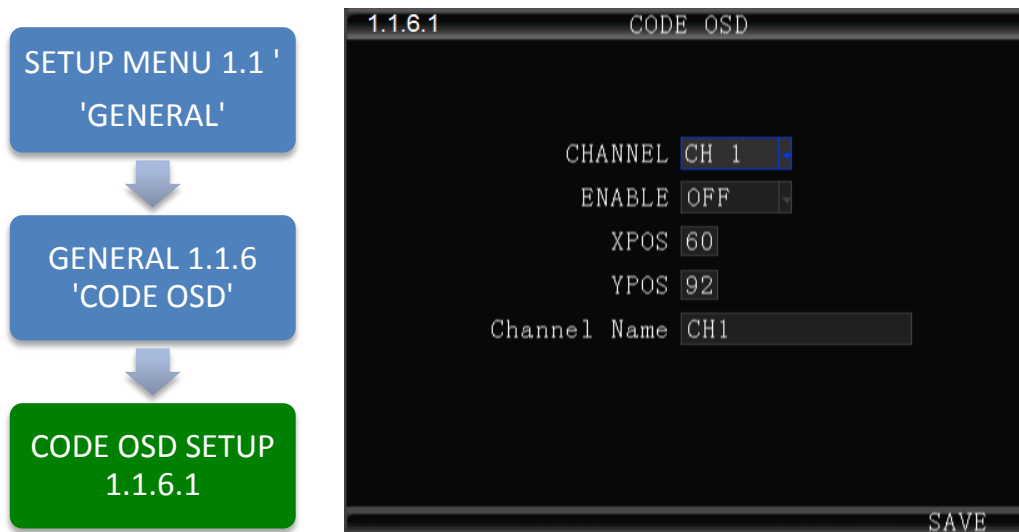 SETUP MENU 1.1 '
'GENERAL'
GENERAL 1.1.6
'CODE OSD'
CODE OSD SETUP
1.1.6.1
1.1.6.1 CODE OSD
CHANNEL CH 1
ENABLE OFF
XPOS 60
YPOS 92
Channel Name CH1
SAVE